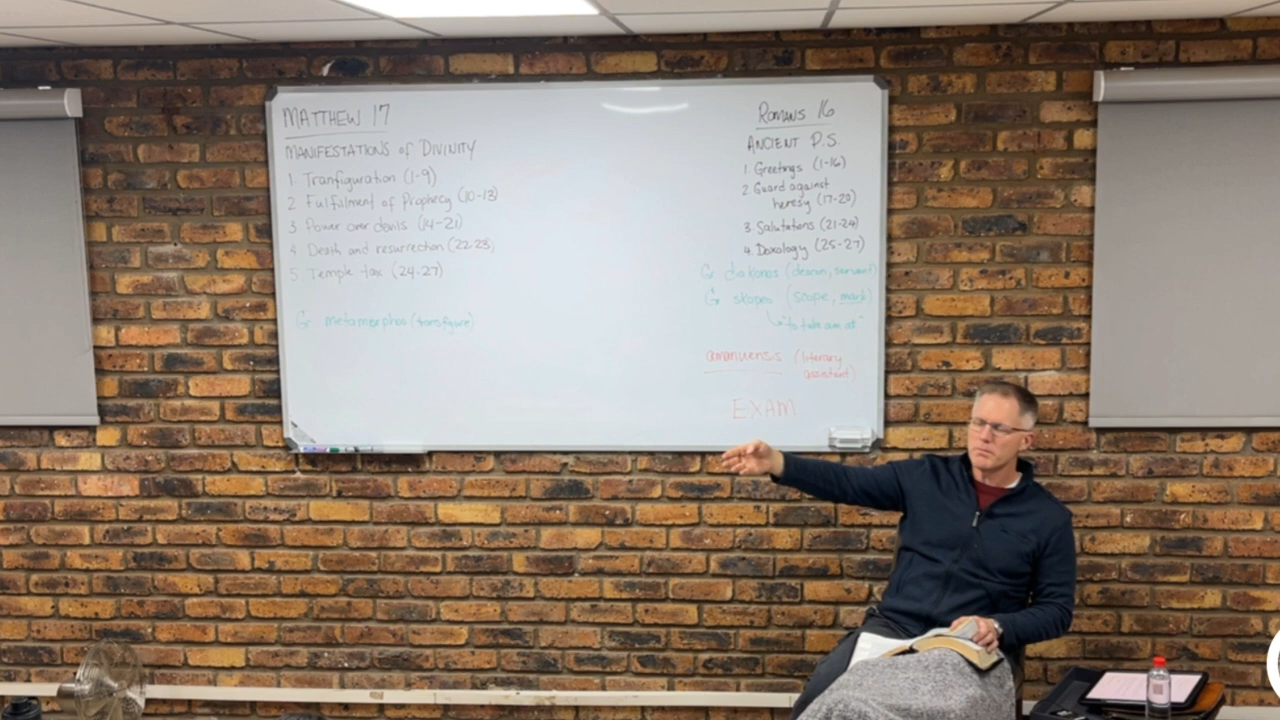 MATTHEW 17
MANIFESTATIONS of DIVINITY
1. Tranfiguration (1-9)
2 Fulfilment of Prophecy (10-13)
3 Power over devils (14-21)
4 Death and resurrection (22-23)
5 Temple tax (24-27)
Gr metamorphoo (transfigure)
ROMANS 16
ANCIENT P.S.
1. Greetings (1-16)
2 Guard against
heresy (17-20)
3. Salutations (21-24)
4. Doxology (25-27)
Gr. diakonos (deacon, servant)
Gr skopeo (scope, mark)
"to take aim at"
amanuensis (literary
assistant)
EXAM